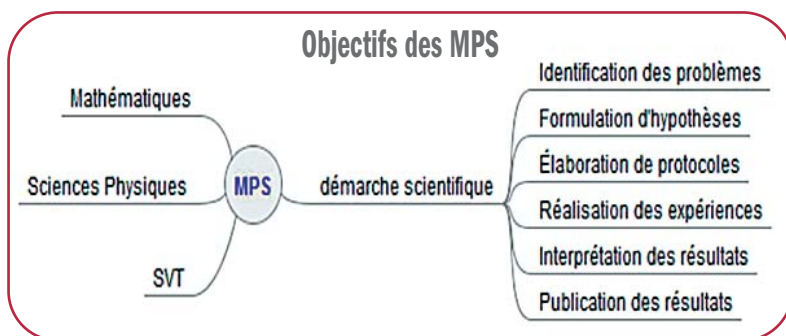 Objectifs des MPS
Mathématiques
Sciences Physiques
SVT
MPS
démarche scientifique
Identification des problèmes
Formulation d'hypothèses
Élaboration de protocoles
Réalisation des expériences
Interprétation des résultats
Publication des résultats